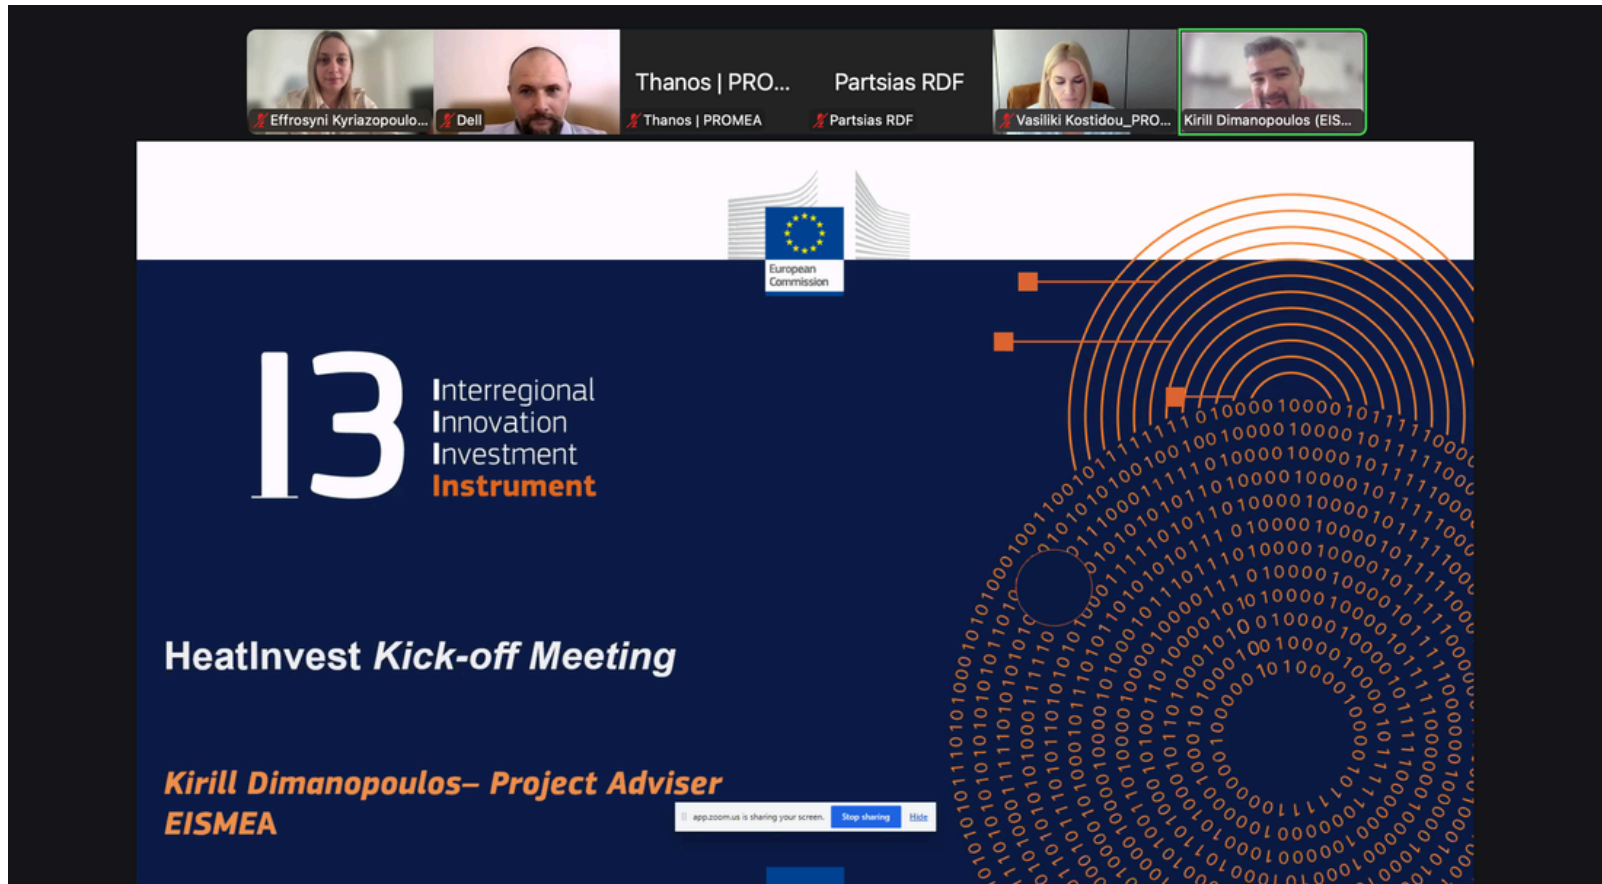 Thanos | PRO...
Partsias RDF
Effrosyni Kyriazopoulo...
Dell
Thanos | PROMEA
Partsias RDF
Vasiliki Kostidou_PRO...
Kirill Dimanopoulos (EIS...
European
Commission
I3
Interregional
Innovation
Investment
Instrument
HeatInvest Kick-off Meeting
Kirill Dimanopoulos– Project Adviser
EISMEA
app.zoom.us is sharing your screen.
Stop sharing
Hide